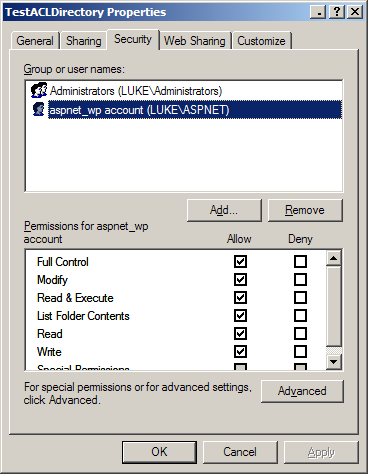 TestACLDirectory Properties
General Sharing Security Web Sharing Customize
Group or user names:
Administrators (LUKE\Administrators)
aspnet_wp account (LUKE\ASPNET)
Add... Remove
Permissions for aspnet_wp
account Allow Deny
Full Control
Modify
Read & Execute
List Folder Contents
Read
Write
Special Permissions
For special permissions or for advanced settings,
click Advanced. Advanced
OK Cancel Apply